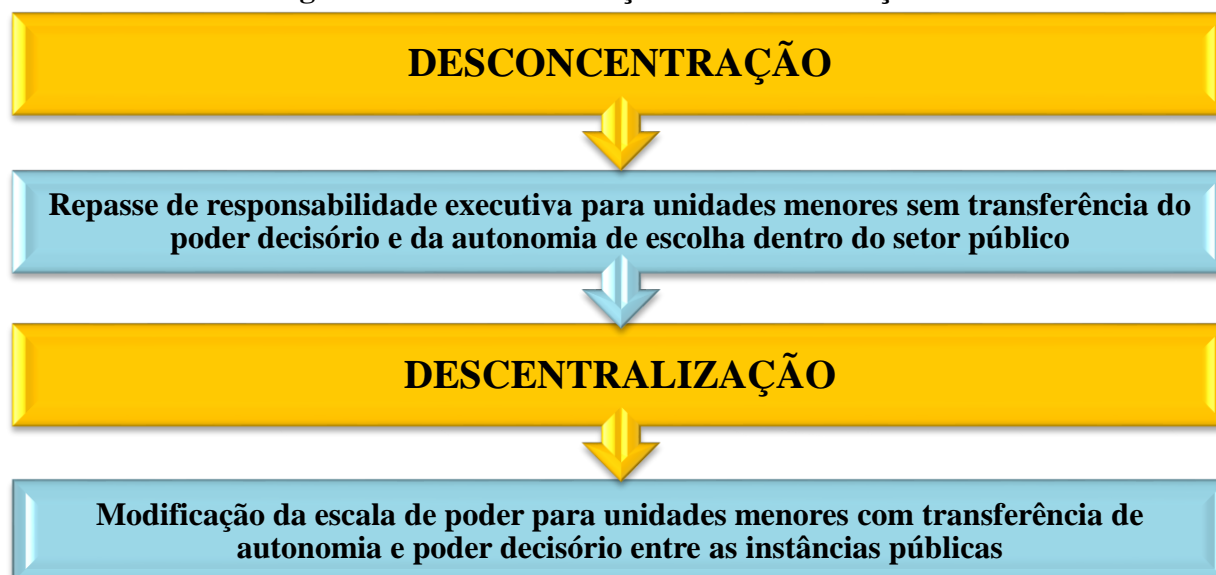 DESCONCENTRAÇÃO
Repasse de responsabilidade executiva para unidades menores sem transferência do
poder decisório e da autonomia de escolha dentro do setor público
DESCENTRALIZAÇÃO
Modificação da escala de poder para unidades menores com transferência de
autonomia e poder decisório entre as instâncias públicas